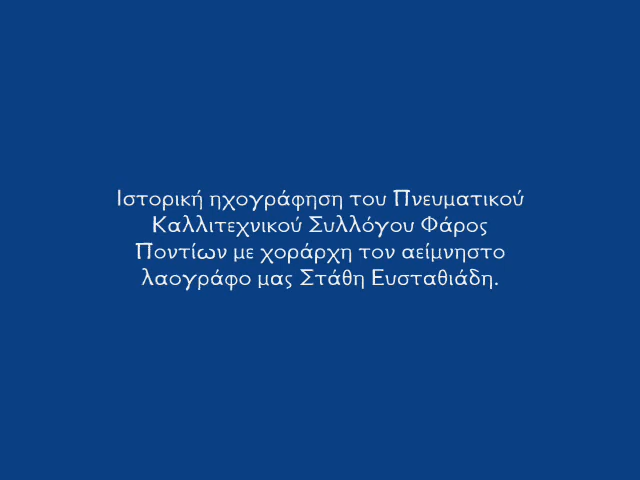 Ιστορική ηχογράφηση του Πνευματικού
Καλλιτεχνικού Συλλόγου Φάρος
Ποντίων με χοράρχη τον αείμνηστο
λαογράφο μας Στάθη Ευσταθιάδη.